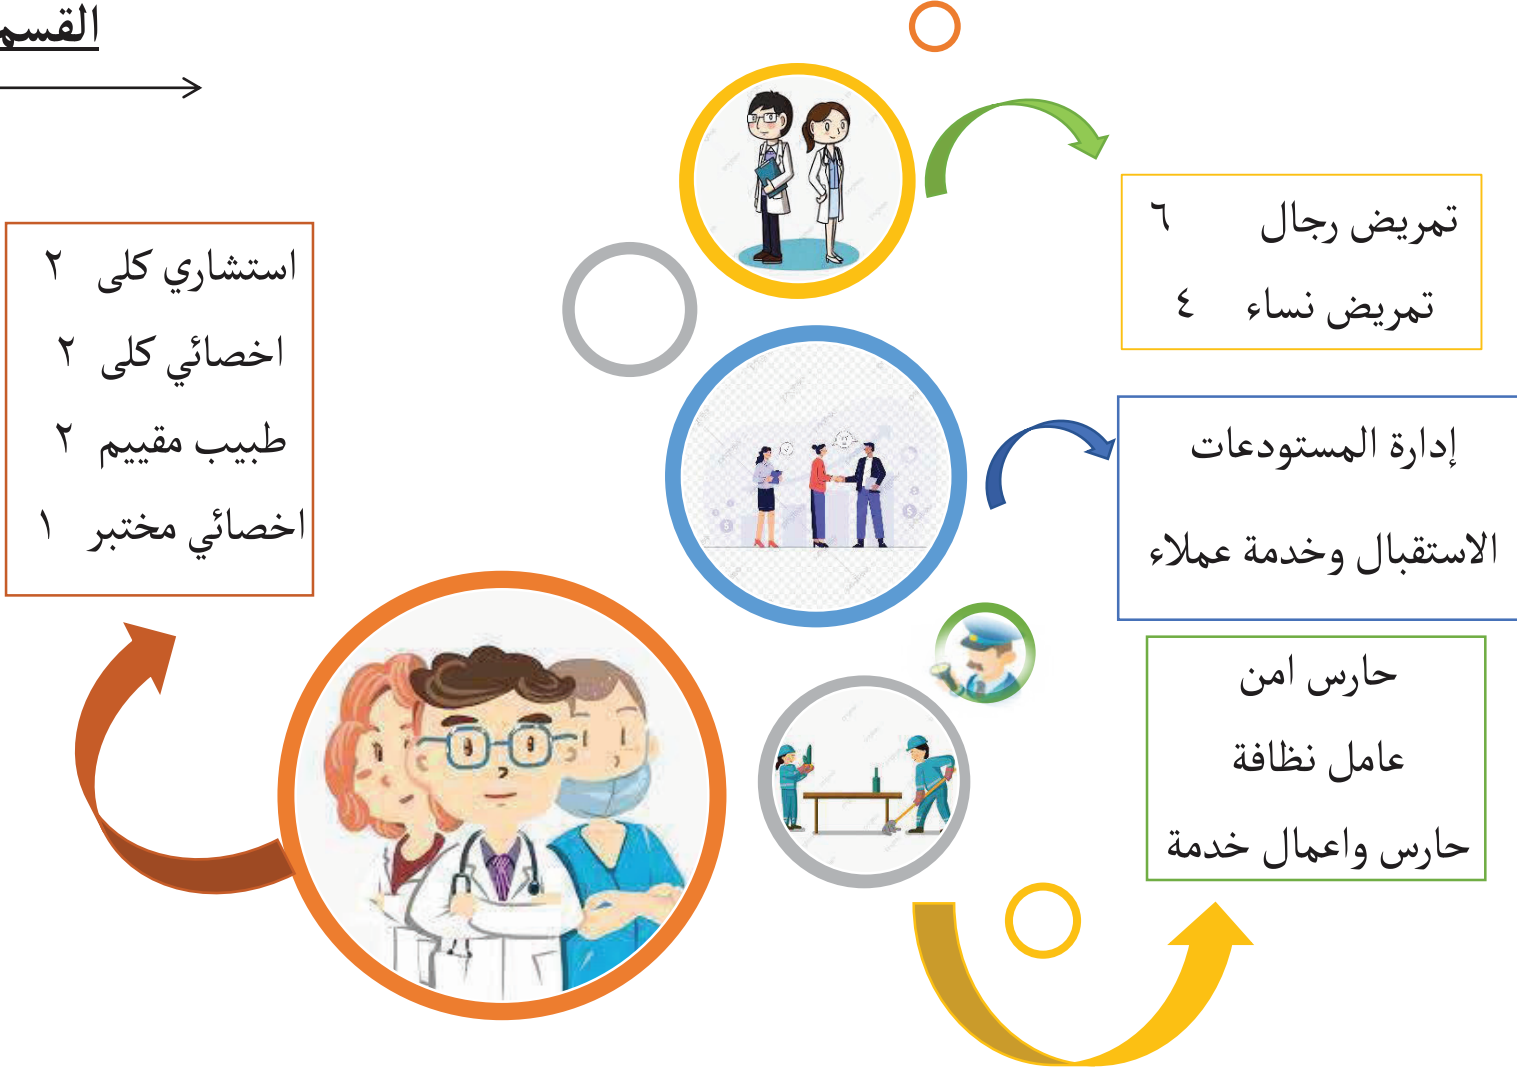 القسم
تمريض رجال ٦
تمريض نساء ٤
إدارة المستودعات
الاستقبال وخدمة عملاء
حارس امن
عامل نظافة
حارس واعمال خدمة
استشاري كلى ٢
اخصائي كلى ٢
طبيب مقييم ٢
اخصائي مختبر ١